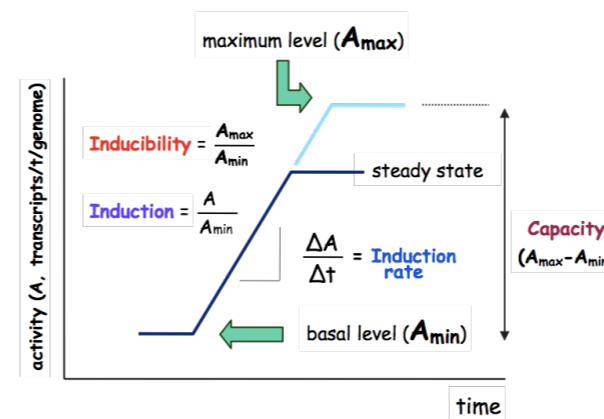 maximum level (Amax)
activity (A, transcripts/t/genome)
Inducibility = Amax
Amin
steady state
Induction = A
Amin
Capacity
(Amax-Amin
ΔA
Δt
= Induction
rate
basal level (Amin)
time